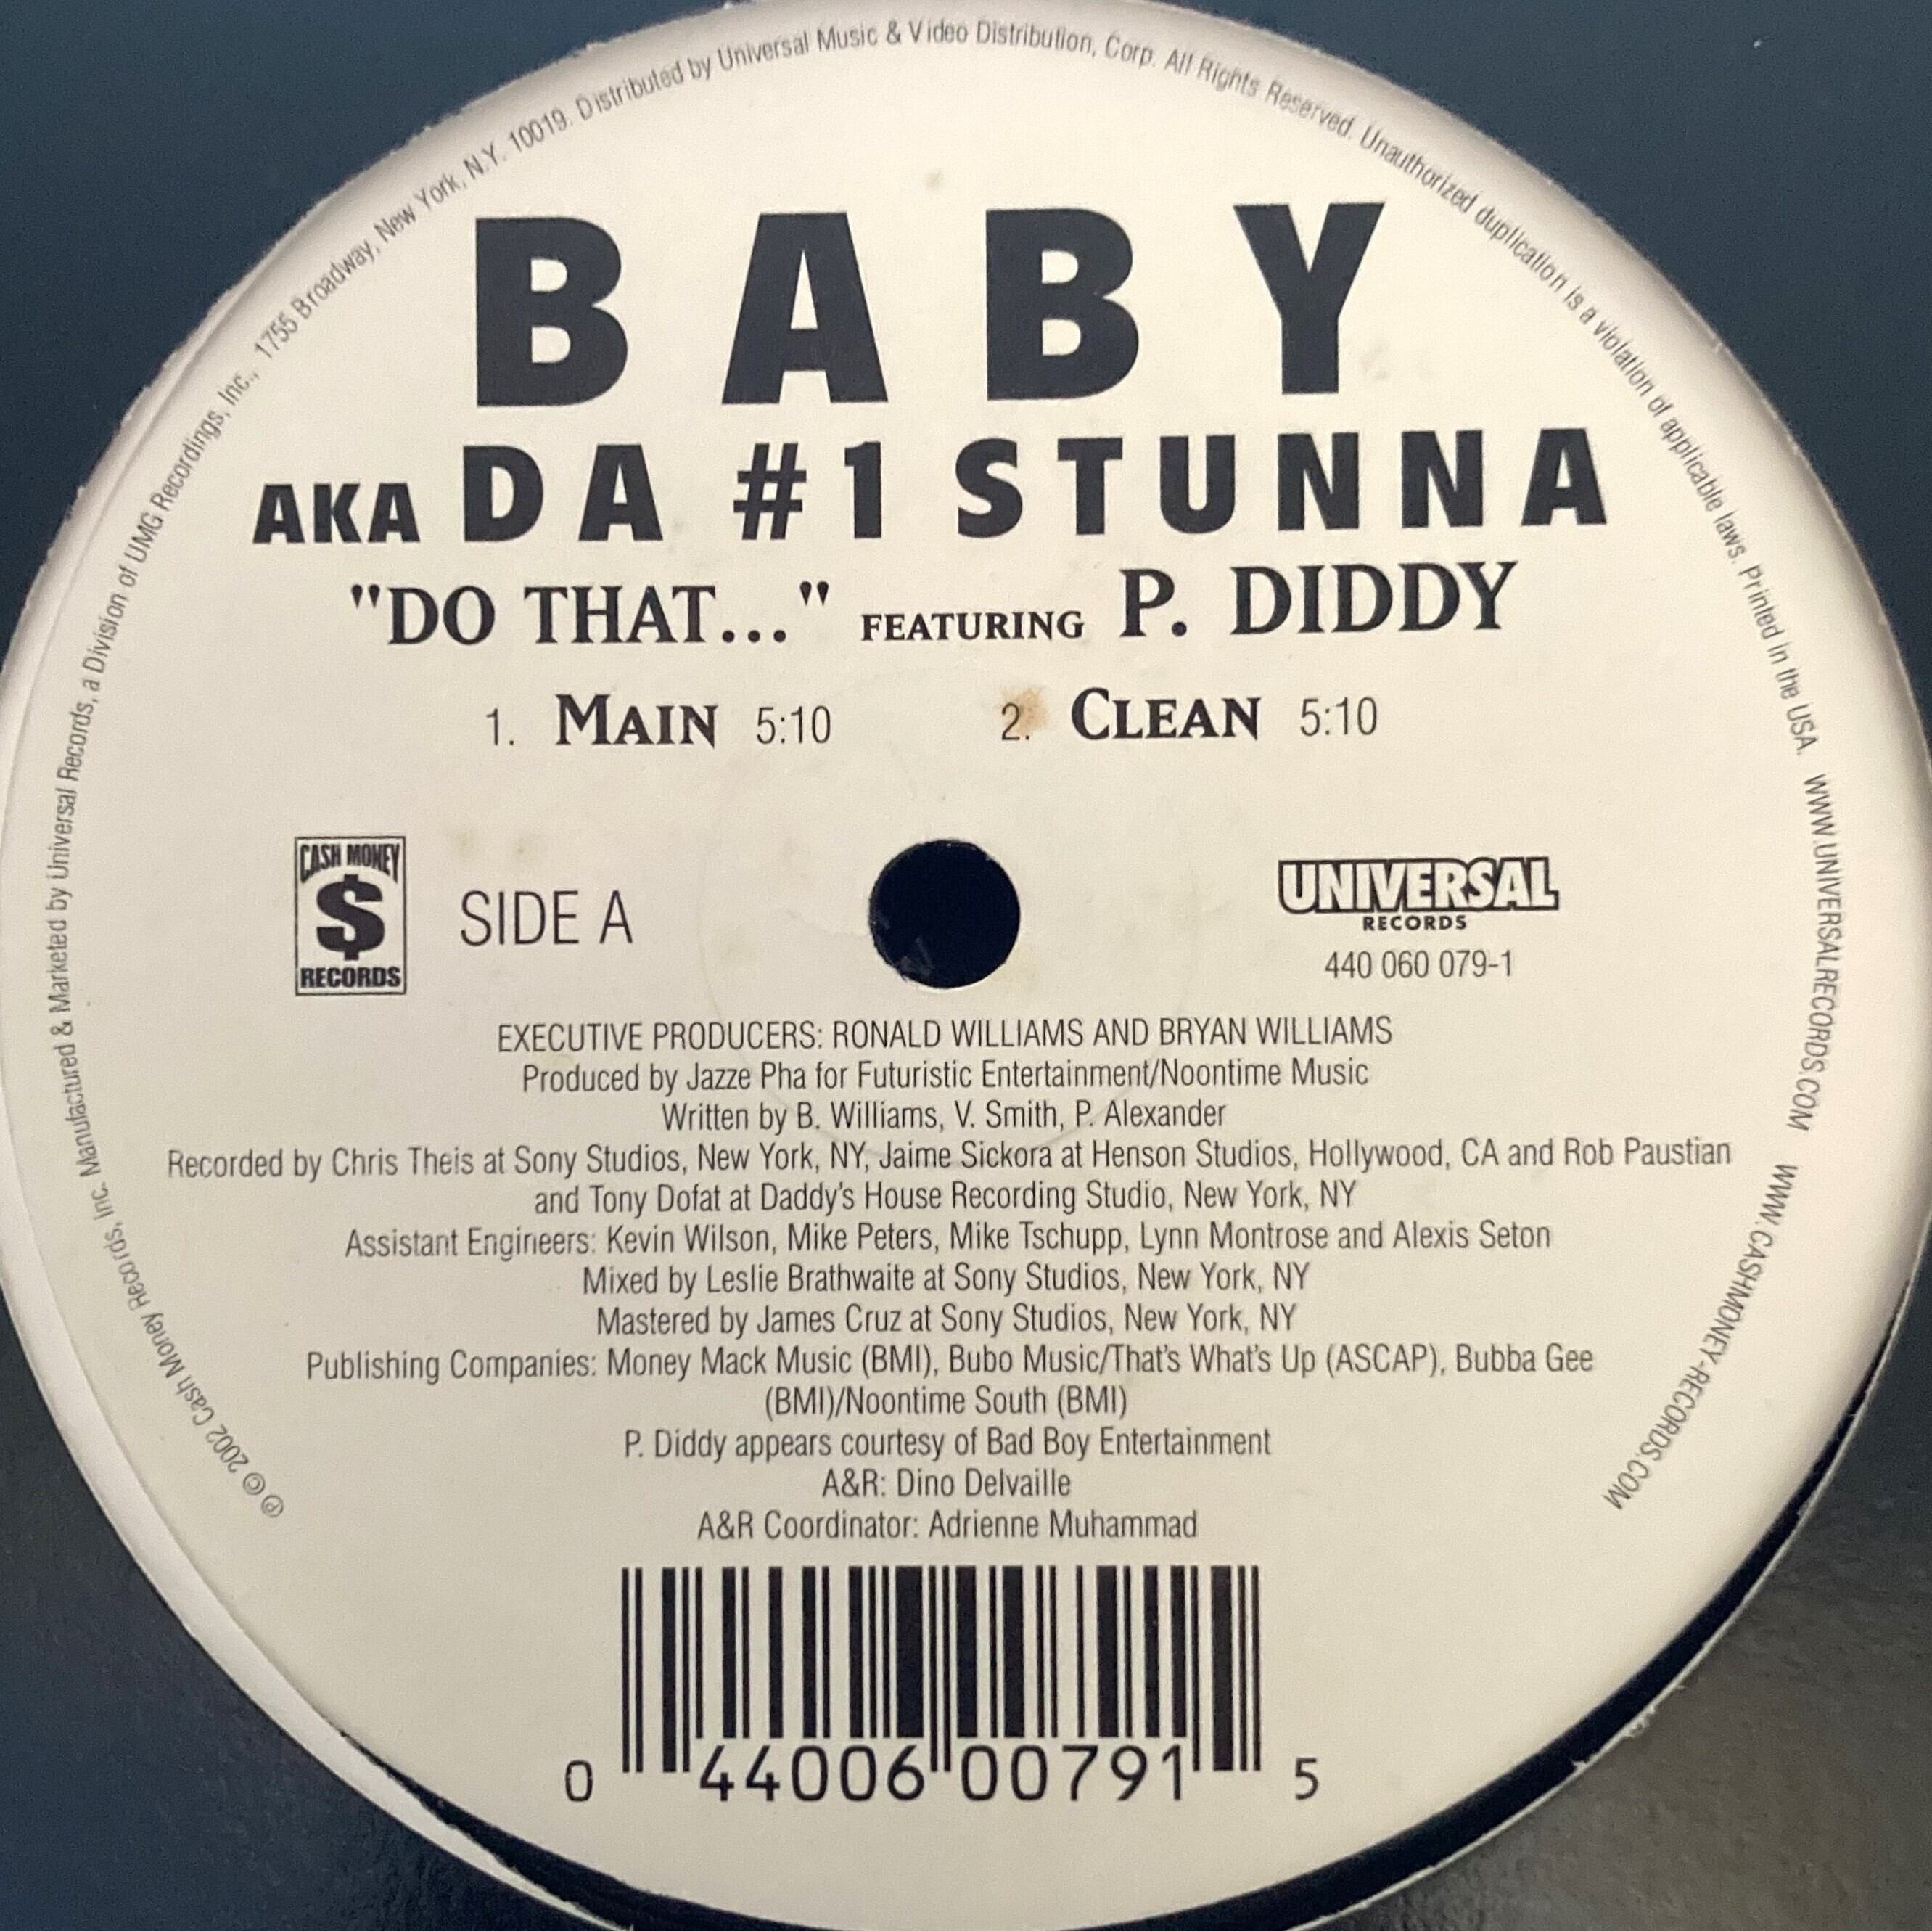 BABY
AKA DA #1 STUNNA
"DO THAT..." FEATURING P. DIDDY
1. MAIN 5:10 2. CLEAN 5:10
CASH MONEY
$
RECORDS
SIDE A
UNIVERSAL
RECORDS
440 060 079-1
EXECUTIVE PRODUCERS: RONALD WILLIAMS AND BRYAN WILLIAMS
Produced by Jazze Pha for Futuristic Entertainment/Noontime Music
Written by B. Williams, V. Smith, P. Alexander
Recorded by Chris Theis at Sony Studios, New York, NY, Jaime Sickora at Henson Studios, Hollywood, CA and Rob Paustian
and Tony Dofat at Daddy's House Recording Studio, New York, NY
Assistant Engineers: Kevin Wilson, Mike Peters, Mike Tschupp, Lynn Montrose and Alexis Seton
Mixed by Leslie Brathwaite at Sony Studios, New York, NY
Mastered by James Cruz at Sony Studios, New York, NY
Publishing Companies: Money Mack Music (BMI), Bubo Music/That's What's Up (ASCAP), Bubba Gee
(BMI)/Noontime South (BMI)
P. Diddy appears courtesy of Bad Boy Entertainment
A&R: Dino Delvaille
A&R Coordinator: Adrienne Muhammad
0 44006 00791 5
℗ © 2002 Cash Money Records, Inc. Manufactured & Marketed by Universal Records, a Division of UMG Recordings, Inc., 1755 Broadway, New York, N.Y. 10019. Distributed by Universal Music & Video Distribution, Corp. All Rights Reserved. Unauthorized duplication is a violation of applicable laws. Printed in the USA. WWW.UNIVERSALRECORDS.COM WWW.CASHMONEY-RECORDS.COM